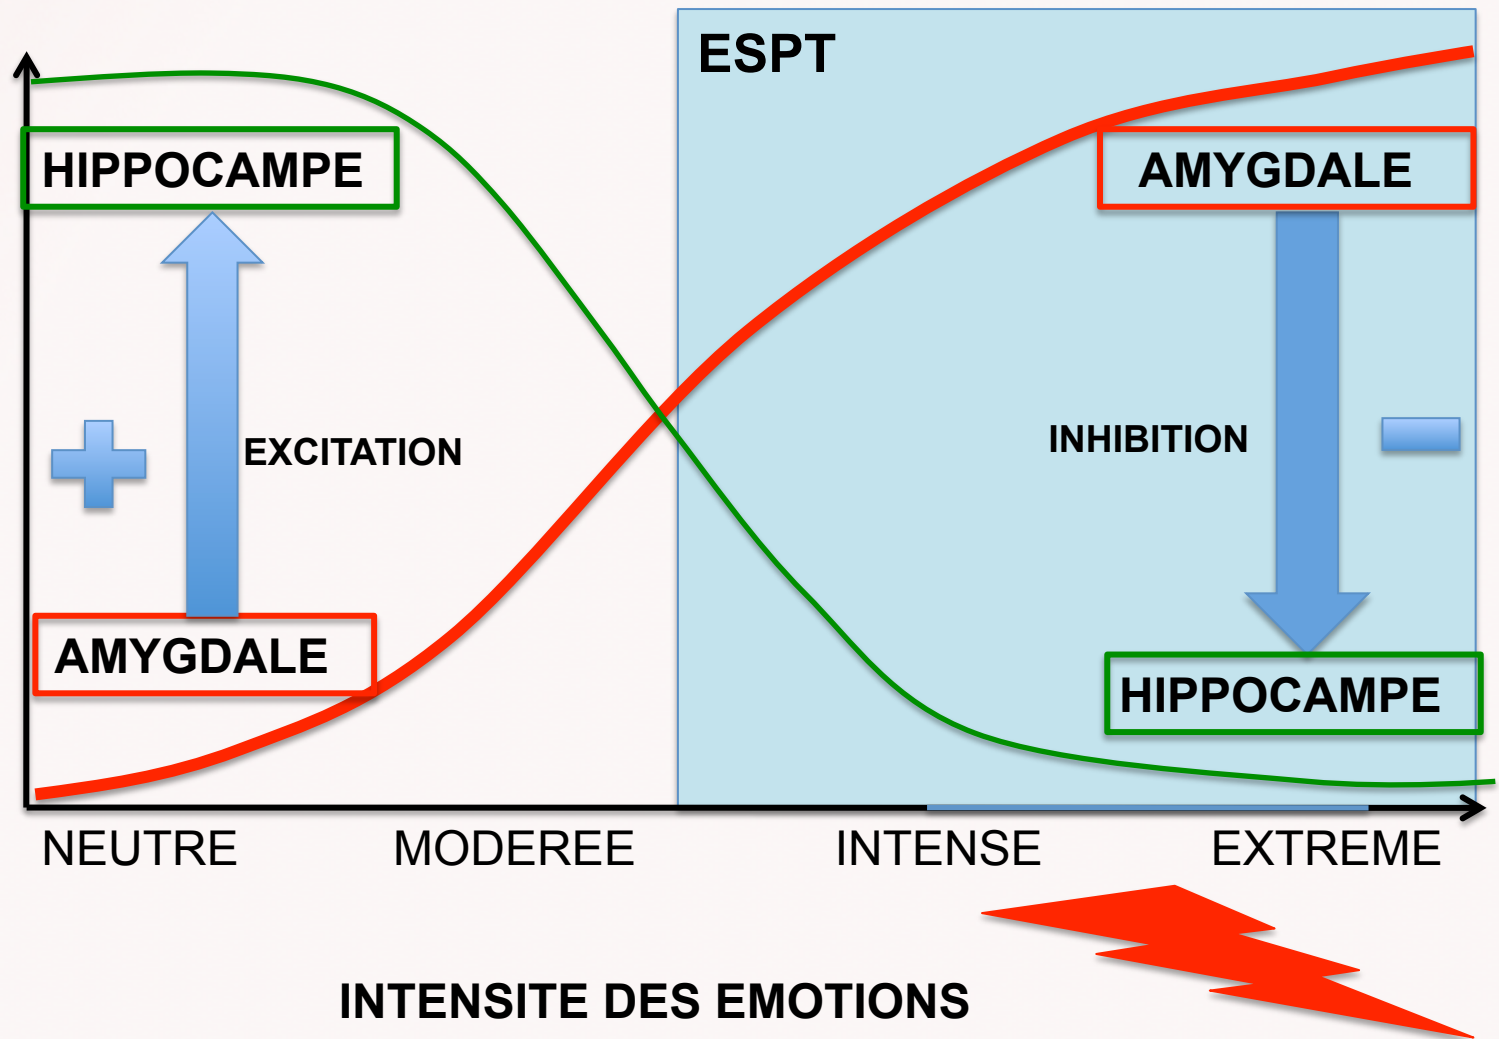 ESPT
HIPPOCAMPE
AMYGDALE
EXCITATION
INHIBITION
AMYGDALE
HIPPOCAMPE
NEUTRE MODEREE INTENSE EXTREME
INTENSITE DES EMOTIONS